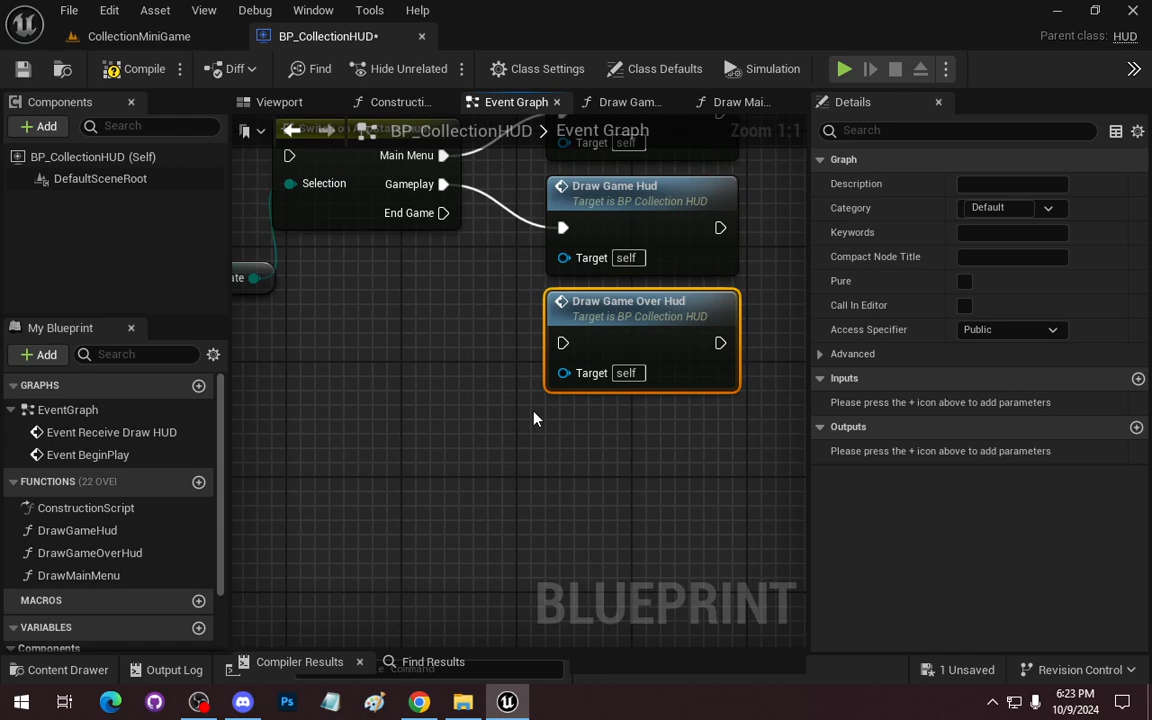 File Edit Asset View Debug Window Tools Help
CollectionMiniGame BP_CollectionHUD* Parent class: HUD
Compile Diff Find Hide Unrelated Class Settings Class Defaults Simulation
Components
Add Search
BP_CollectionHUD (Self)
DefaultSceneRoot
My Blueprint
Add Search
GRAPHS
EventGraph
Event Receive Draw HUD
Event BeginPlay
FUNCTIONS (22 OVE
ConstructionScript
DrawGameHud
DrawGameOverHud
DrawMainMenu
MACROS
VARIABLES
Components
Viewport Constructi... Event Graph Draw Gam... Draw Mai...
BP_CollectionHUD > Event Graph Zoom 1:1
Main Menu
Selection Gameplay
End Game
ate
Target self
Draw Game Hud
Target is BP Collection HUD
Target self
Draw Game Over Hud
Target is BP Collection HUD
Target self
BLUEPRINT
Details
Search
Graph
Description
Category Default
Keywords
Compact Node Title
Pure
Call In Editor
Access Specifier Public
Advanced
Inputs
Please press the + icon above to add parameters
Outputs
Please press the + icon above to add parameters
Compiler Results Find Results
Content Drawer Output Log Command 1 Unsaved Revision Control
Ps
6:23 PM
10/9/2024